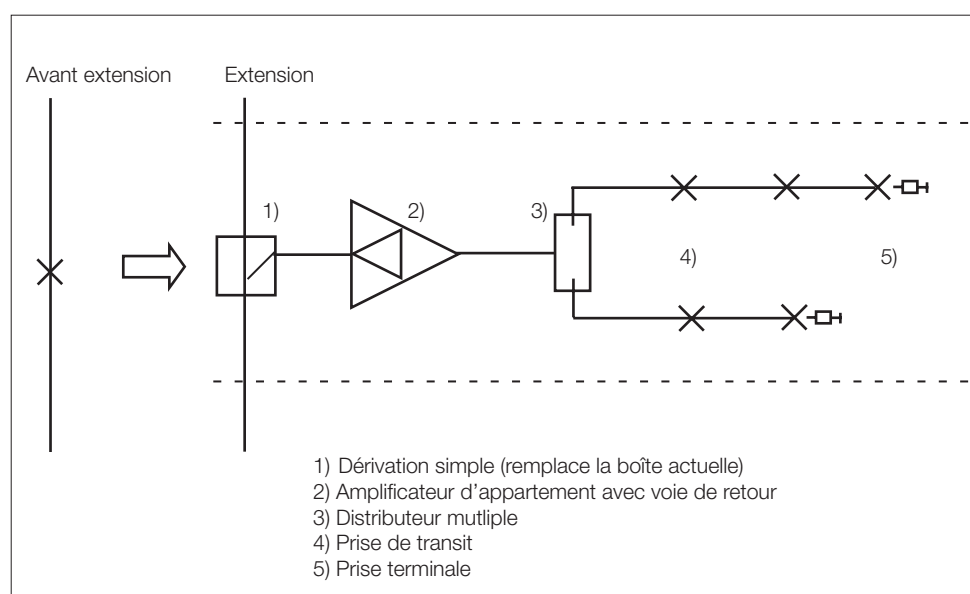 Avant extension
Extension
1)
2)
3)
4)
5)
1) Dérivation simple (remplace la boîte actuelle)
2) Amplificateur d’appartement avec voie de retour
3) Distributeur mutliple
4) Prise de transit
5) Prise terminale